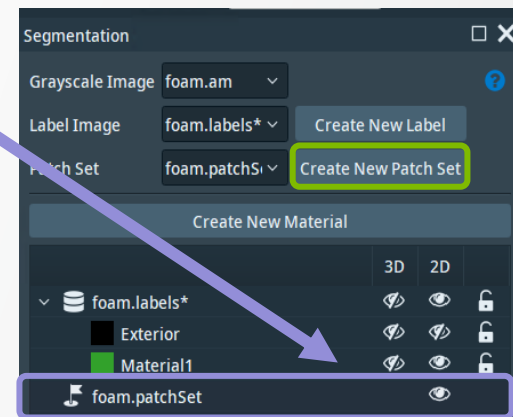 Segmentation
Grayscale Image foam.am
Label Image foam.labels* Create New Label
Patch Set foam.patchS Create New Patch Set
Create New Material
3D 2D
foam.labels*
Exterior
Material1
foam.patchSet